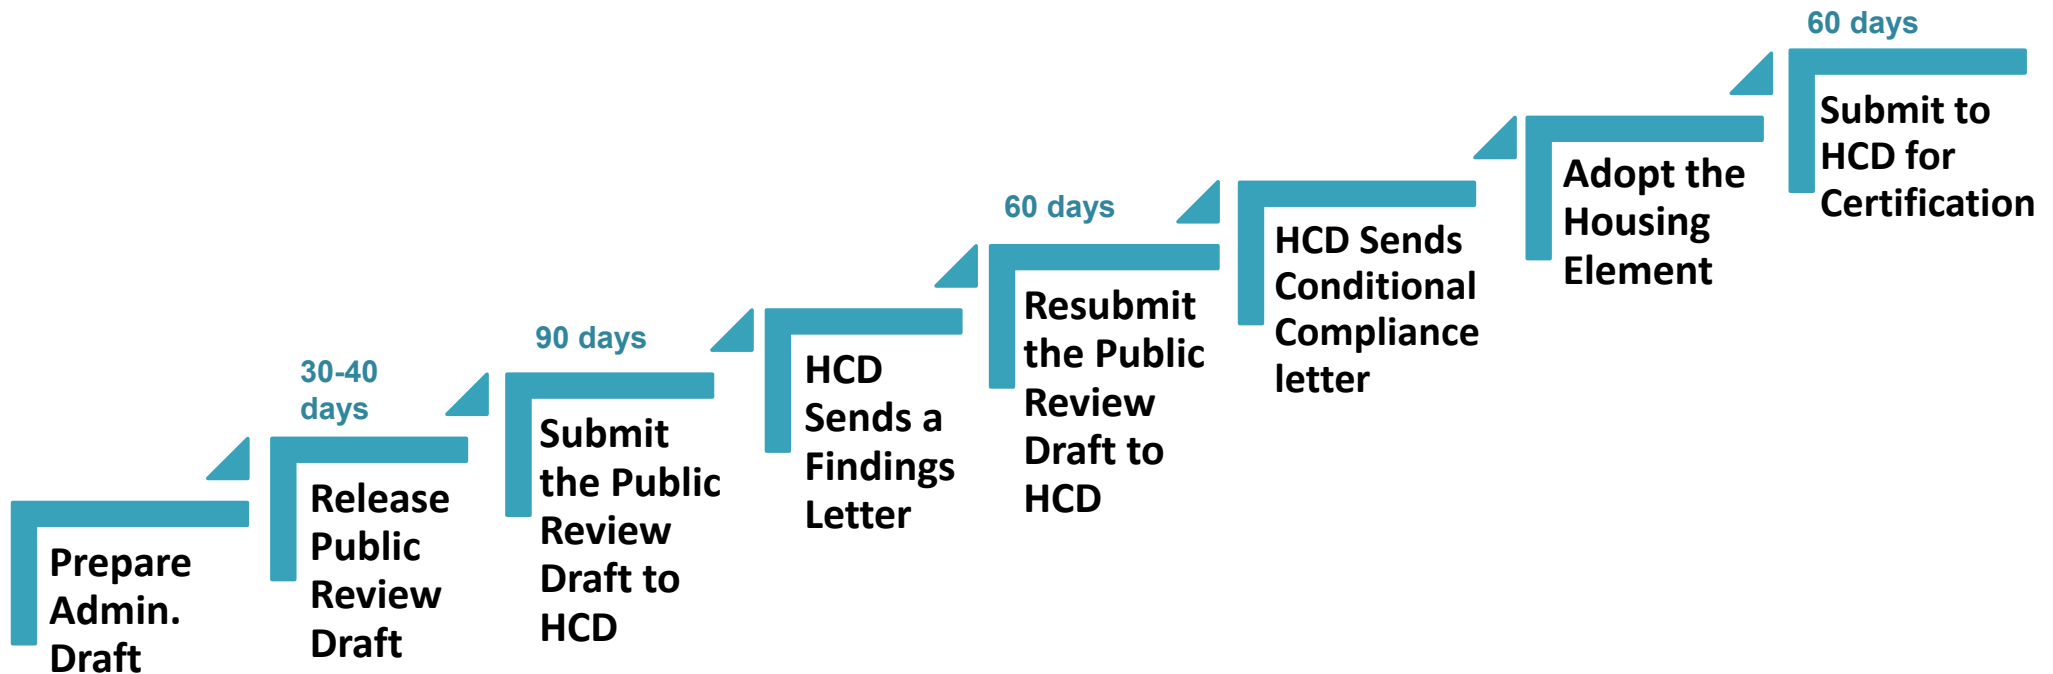 Prepare
Admin.
Draft
30-40
days
Release
Public
Review
Draft
90 days
Submit
the Public
Review
Draft to
HCD
HCD
Sends a
Findings
Letter
60 days
Resubmit
the Public
Review
Draft to
HCD
HCD Sends
Conditional
Compliance
letter
Adopt the
Housing
Element
60 days
Submit to
HCD for
Certification